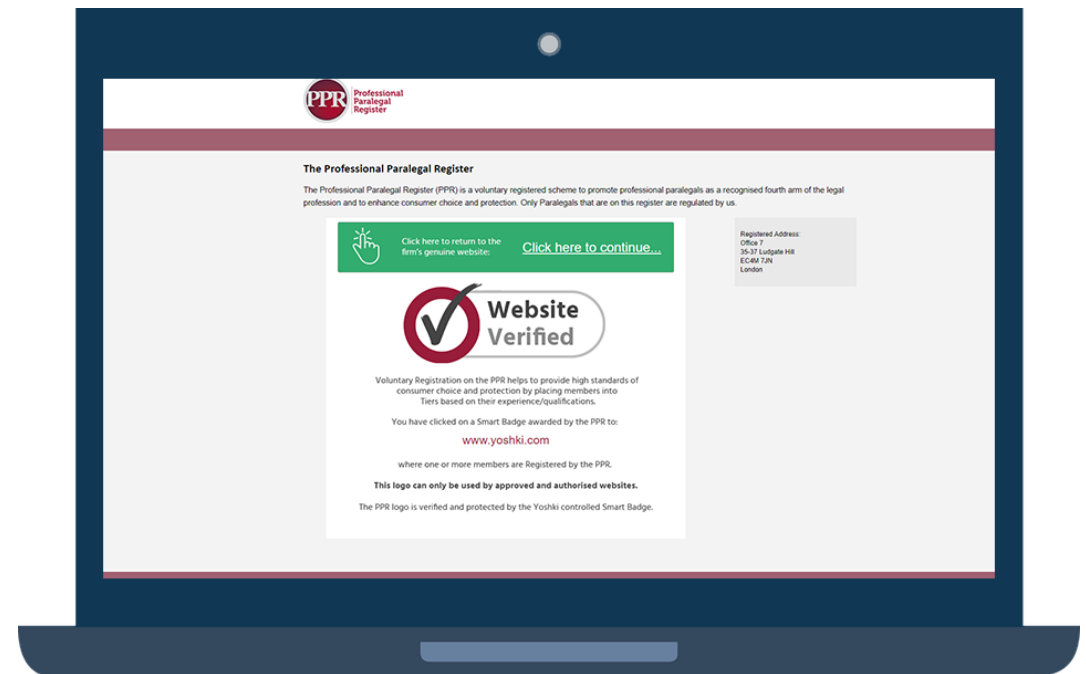 PPR
Professional
Paralegal
Register
The Professional Paralegal Register
The Professional Paralegal Register (PPR) is a voluntary registered scheme to promote professional paralegals as a recognised fourth arm of the legal
profession and to enhance consumer choice and protection. Only Paralegals that are on this register are regulated by us.
Click here to return to the
firm's genuine website:
Click here to continue...
Registered Address:
Office 7
35-37 Ludgate Hill
EC4M 7JN
London
Website
Verified
Voluntary Registration on the PPR helps to provide high standards of
consumer choice and protection by placing members into
Tiers based on their experience/qualifications.
You have clicked on a Smart Badge awarded by the PPR to:
www.yoshki.com
where one or more members are Registered by the PPR.
This logo can only be used by approved and authorised websites.
The PPR logo is verified and protected by the Yoshki controlled Smart Badge.